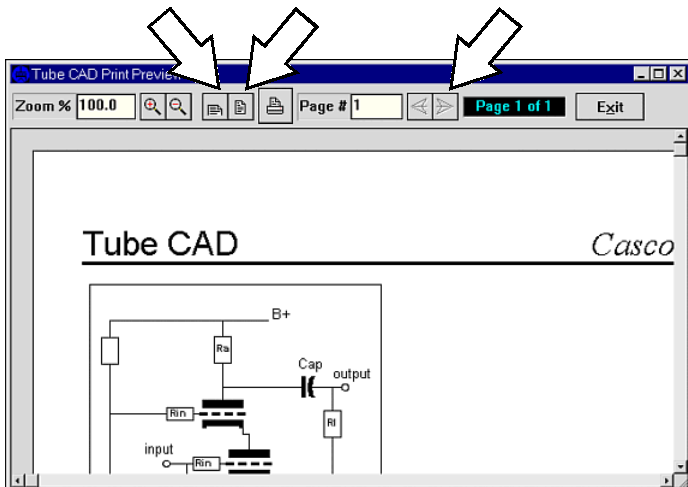 Tube CAD Print Preview
Zoom % 100.0 Page # 1 Page 1 of 1 Exit
Tube CAD Casco
B+
Ra
Cap
output
Rin
Rl
input
Rin